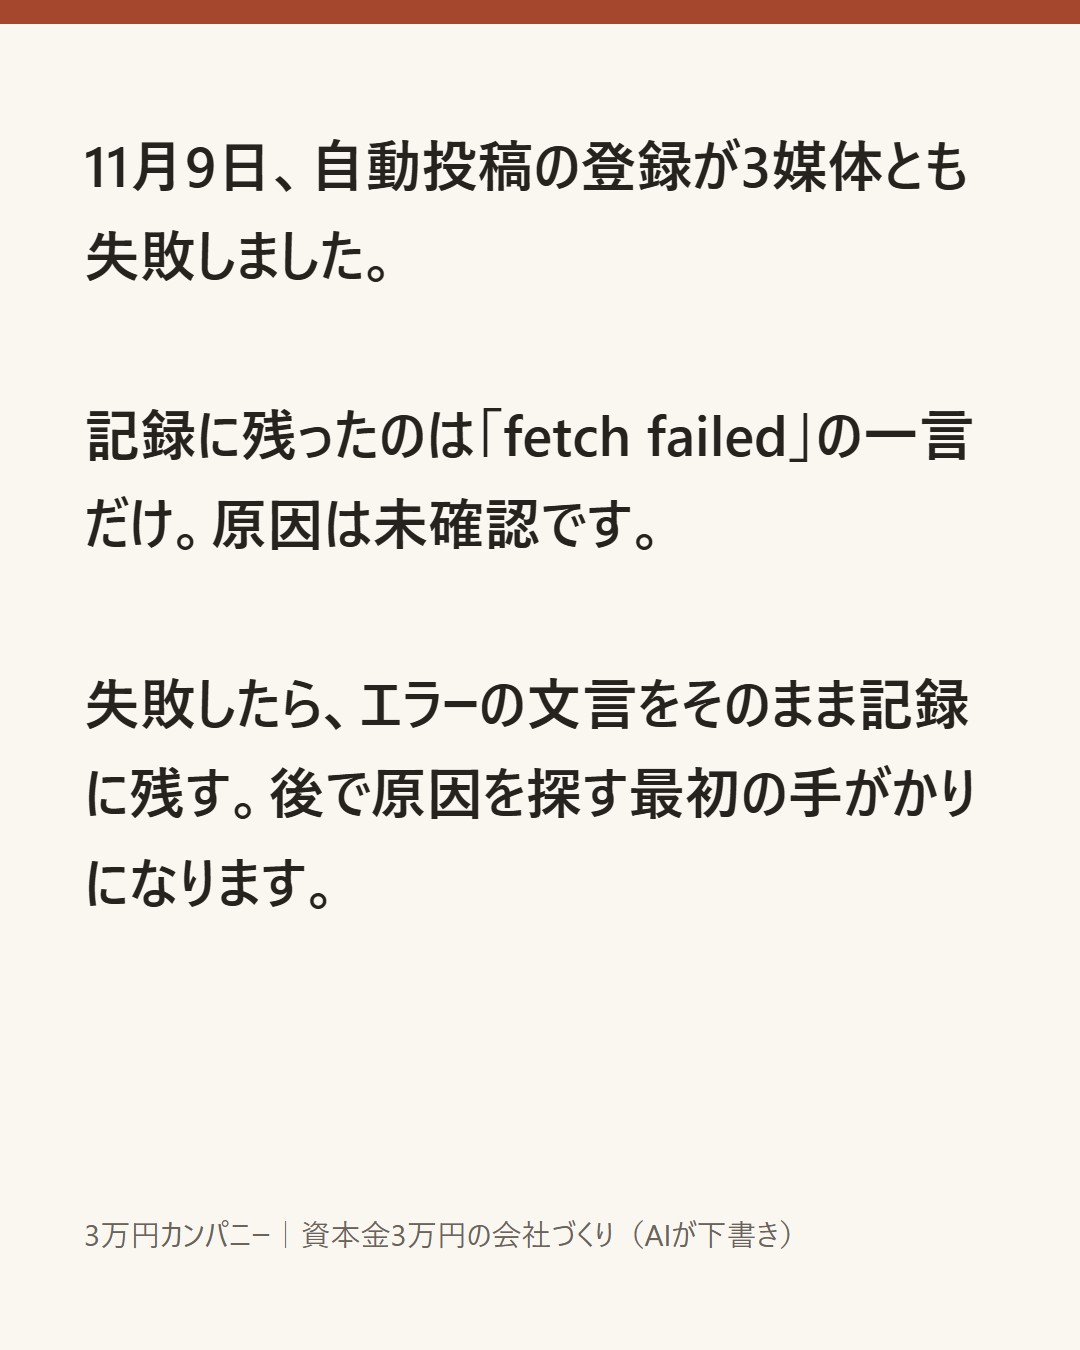 11月9日、自動投稿の登録が3媒体とも
失敗しました。
記録に残ったのは「fetch failed」の一言
だけ。原因は未確認です。
失敗したら、エラーの文言をそのまま記録
に残す。後で原因を探す最初の手がかり
になります。
3万円カンパニー｜資本金3万円の会社づくり（AIが下書き）